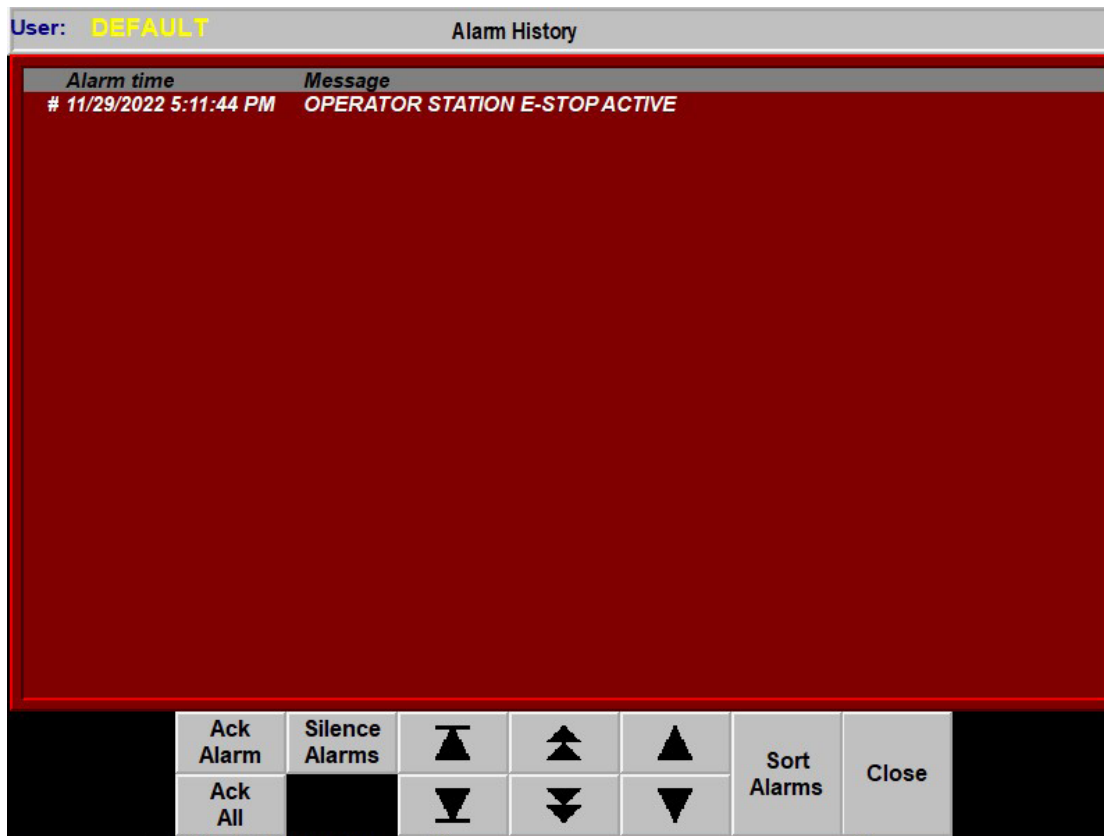 User: DEFAULT Alarm History
Alarm time Message
# 11/29/2022 5:11:44 PM OPERATOR STATION E-STOP ACTIVE
Ack Alarm
Silence Alarms
Ack All
Sort Alarms
Close